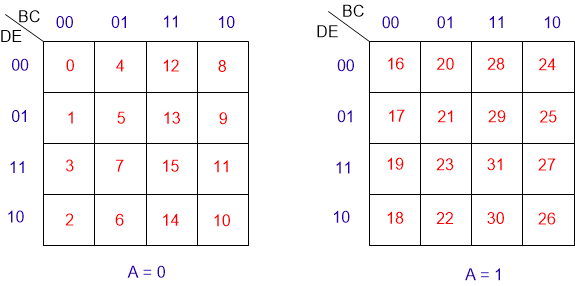 BC 00 01 11 10 BC 00 01 11 10
DE DE
00 0 4 12 8 00 16 20 28 24
01 1 5 13 9 01 17 21 29 25
11 3 7 15 11 11 19 23 31 27
10 2 6 14 10 10 18 22 30 26
A = 0 A = 1